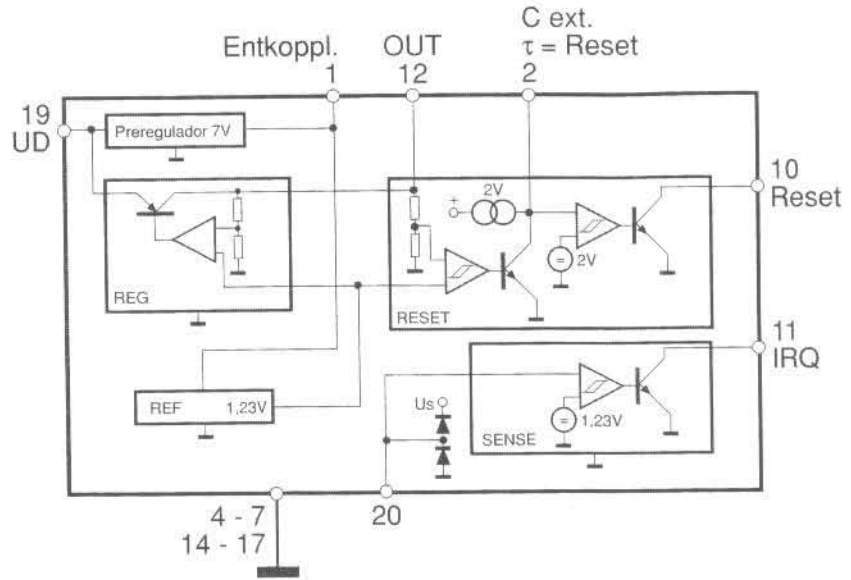 C ext.
Entkoppl. OUT τ = Reset
1 12 2
19
UD
Preregulador 7V
10
Reset
+
2V
= 2V
REG
RESET
11
IRQ
REF 1,23V
Us
= 1,23V
SENSE
4 - 7
14 - 17
20